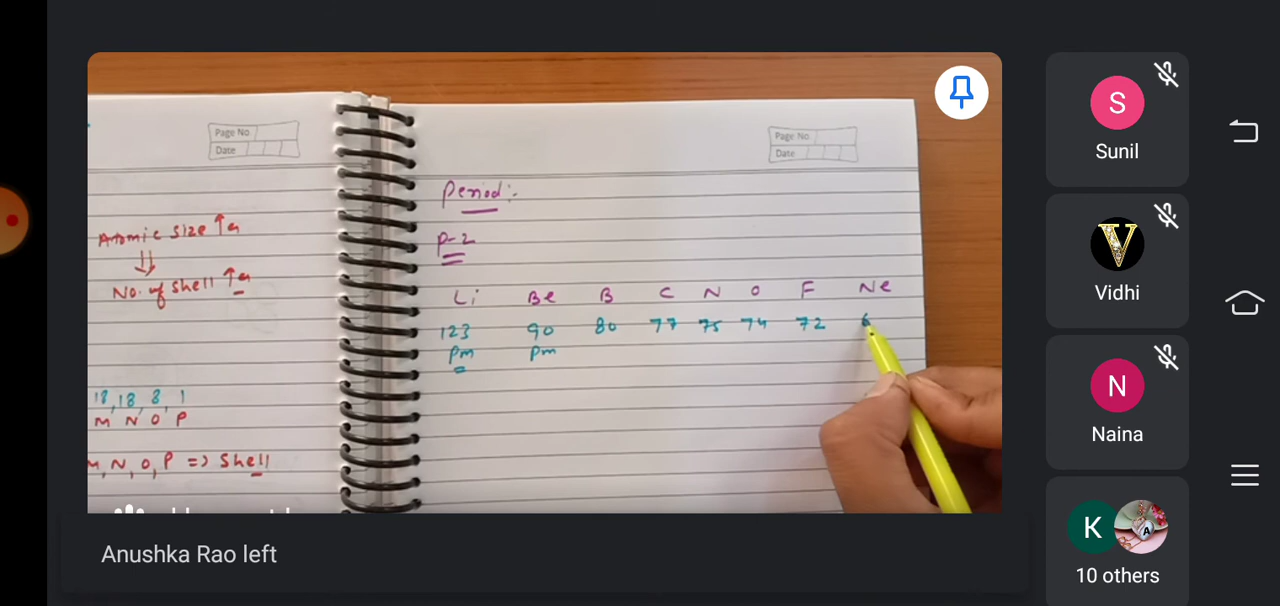 Page No
Date
Atomic size ↑es
⇓
No. of shell ↑es
18, 18, 8, 1
M N O P
M, N, O, P => Shell
Page No
Date
Period:-
P-2
Li Be B C N O F Ne
123 90 80 77 75 74 72 6
Pm Pm
S
Sunil
V
Vidhi
N
Naina
K A
10 others
Anushka Rao left